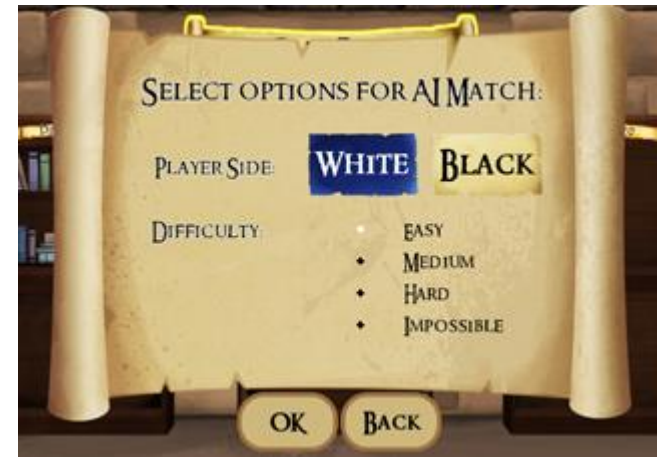 SELECT OPTIONS FOR AI MATCH:
PLAYER SIDE: WHITE BLACK
DIFFICULTY: EASY
MEDIUM
HARD
IMPOSSIBLE
OK BACK